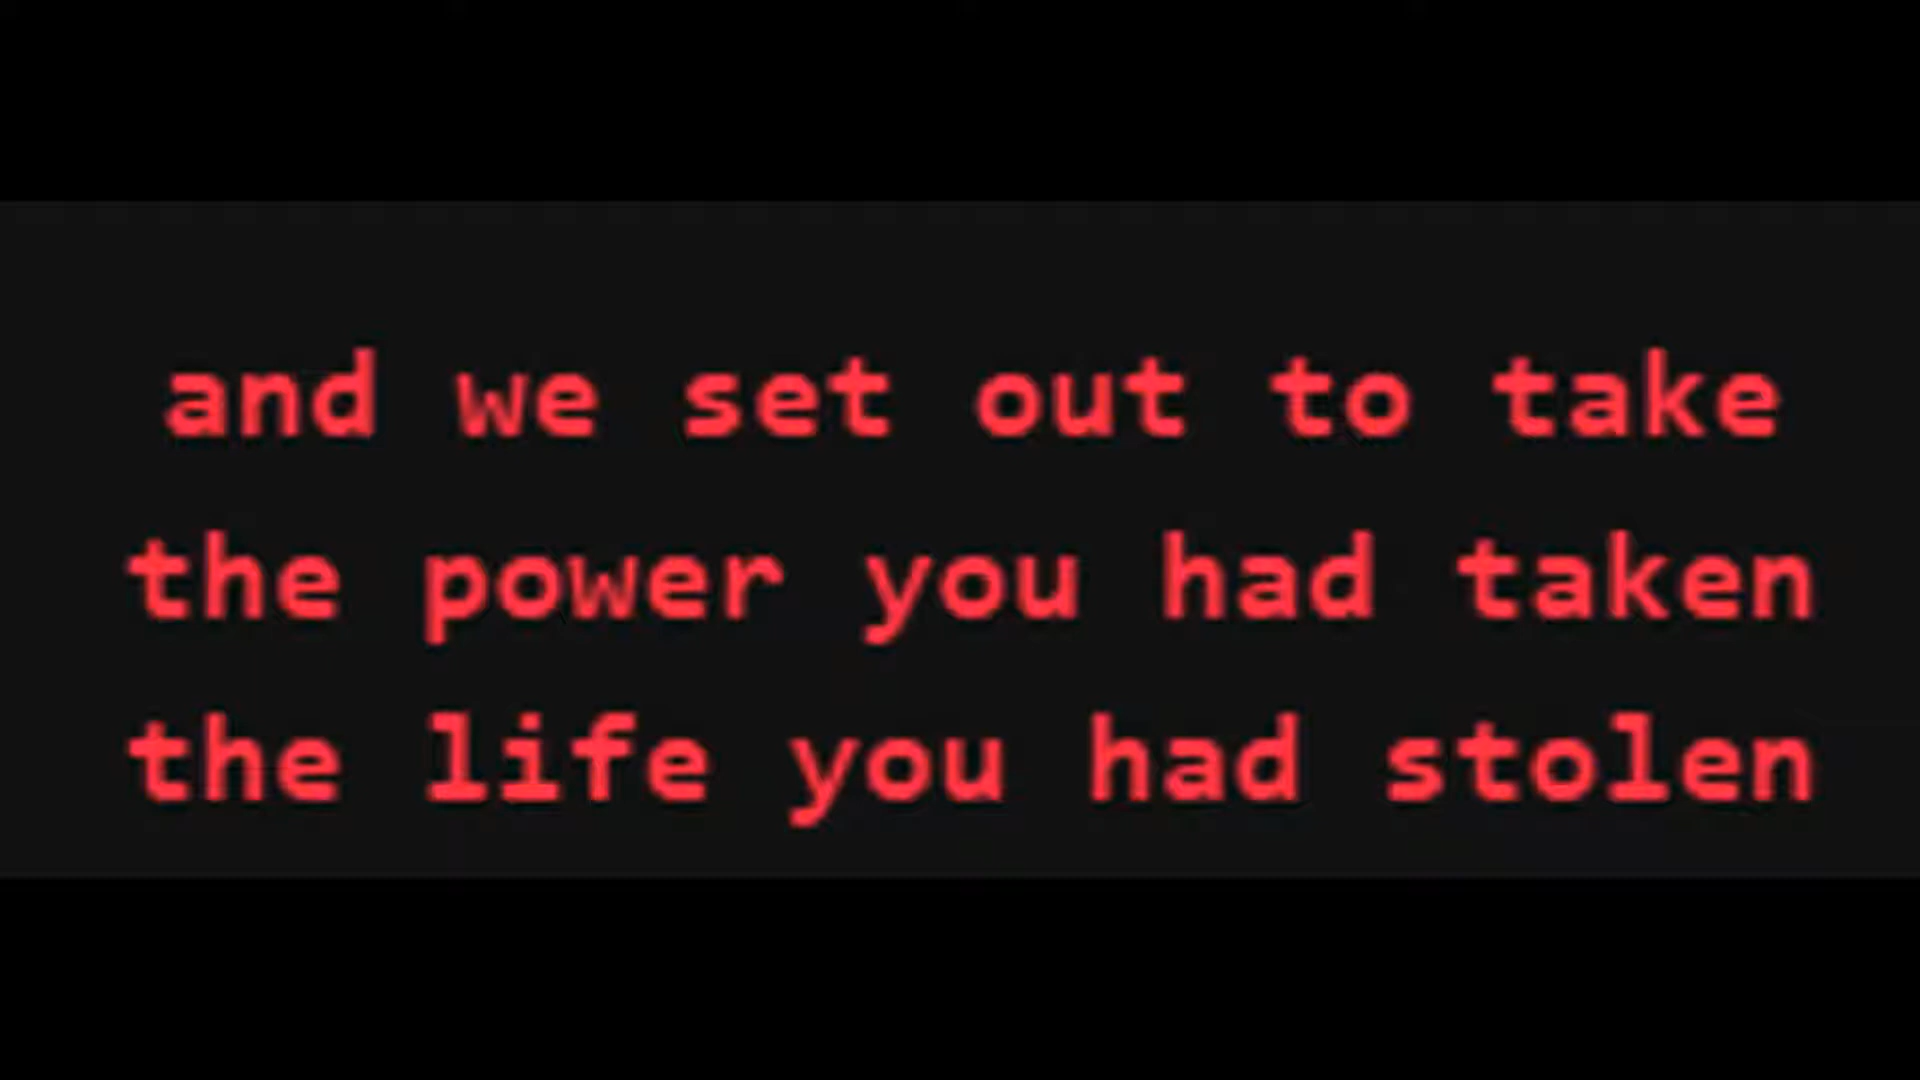 and we set out to take
the power you had taken
the life you had stolen